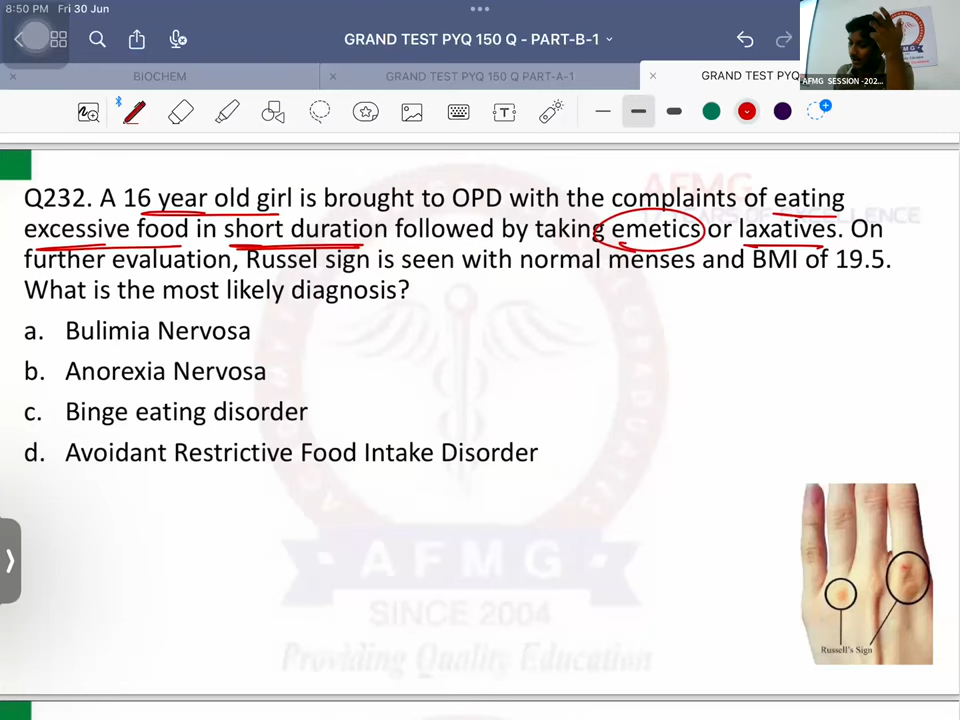 8:50 PM Fri 30 Jun
GRAND TEST PYQ 150 Q - PART-B-1
BIOCHEM
GRAND TEST PYQ 150 Q PART-A-1
GRAND TEST PYQ
AFMG SESSION -202...
AFMG
Q232. A 16 year old girl is brought to OPD with the complaints of eating
excessive food in short duration followed by taking emetics or laxatives. On
further evaluation, Russel sign is seen with normal menses and BMI of 19.5.
What is the most likely diagnosis?
a. Bulimia Nervosa
b. Anorexia Nervosa
c. Binge eating disorder
d. Avoidant Restrictive Food Intake Disorder
Russell's Sign
AFMG
SINCE 2004
Providing Quality Education